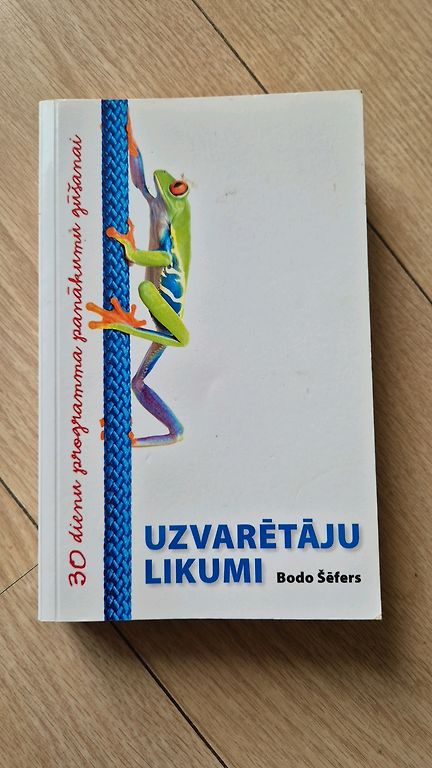 30 dienu programma panākumu gūšanai
UZVARĒTĀJU
LIKUMI Bodo Šēfers